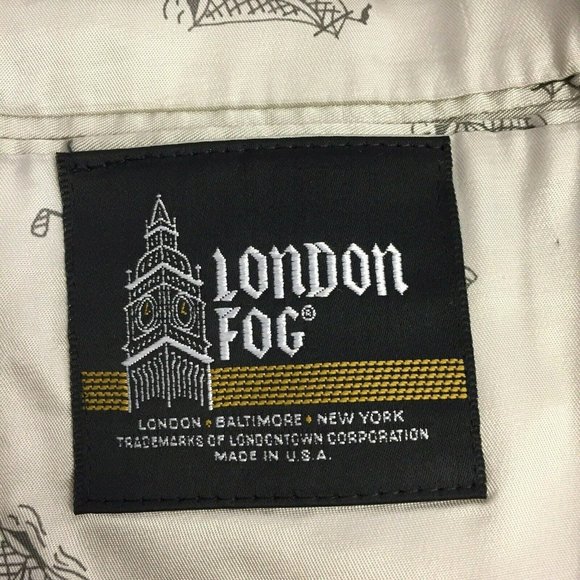 LONDON
FOG®
LONDON • BALTIMORE • NEW YORK
TRADEMARKS OF LONDONTOWN CORPORATION
MADE IN U.S.A.